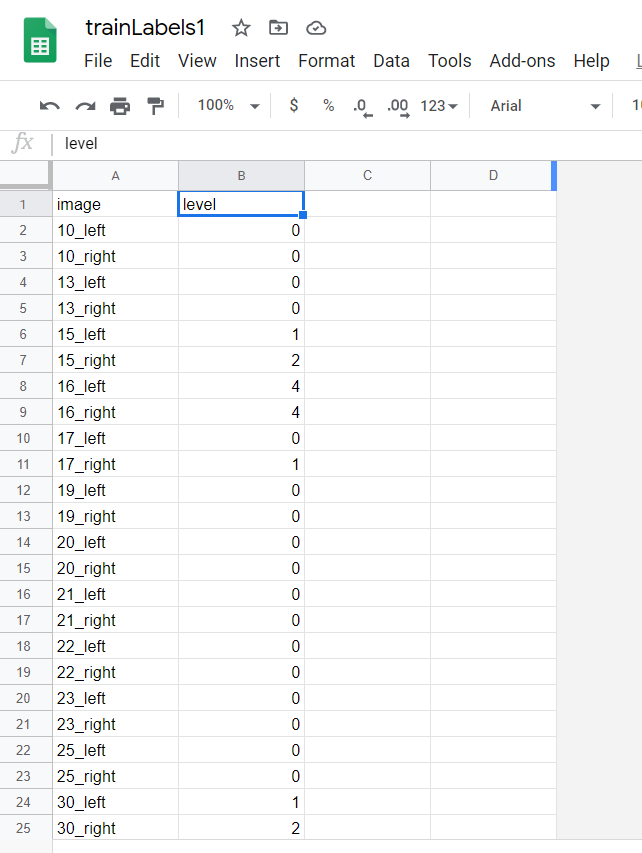 trainLabels1
File Edit View Insert Format Data Tools Add-ons Help
100% $ % .0 .00 123 Arial
fx level
A B C D
1 image level
2 10_left 0
3 10_right 0
4 13_left 0
5 13_right 0
6 15_left 1
7 15_right 2
8 16_left 4
9 16_right 4
10 17_left 0
11 17_right 1
12 19_left 0
13 19_right 0
14 20_left 0
15 20_right 0
16 21_left 0
17 21_right 0
18 22_left 0
19 22_right 0
20 23_left 0
21 23_right 0
22 25_left 0
23 25_right 0
24 30_left 1
25 30_right 2